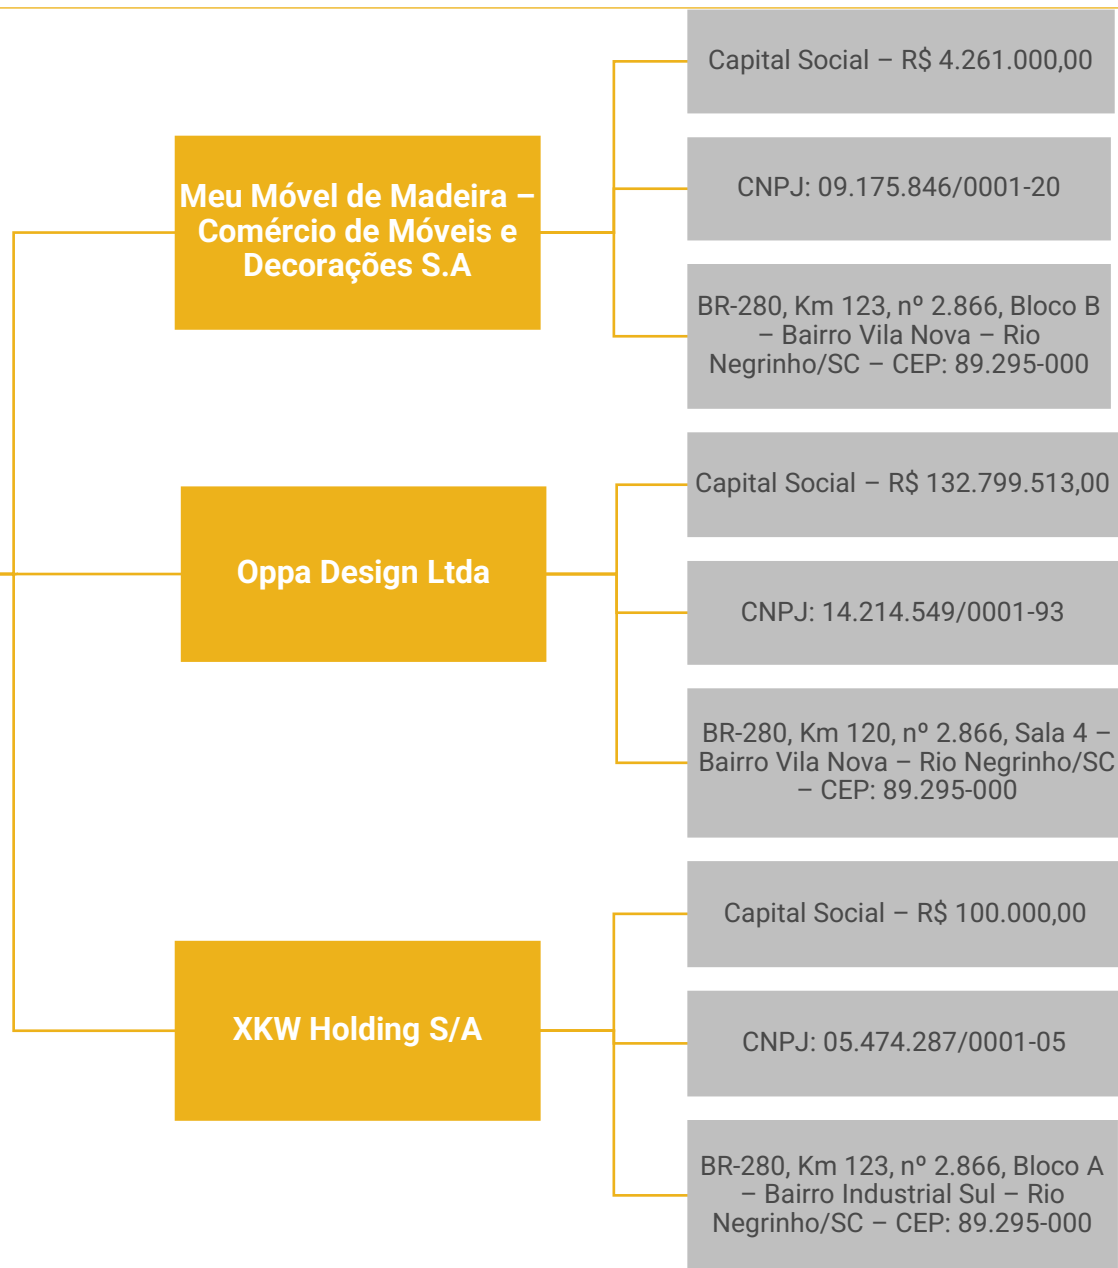 Meu Móvel de Madeira –
Comércio de Móveis e
Decorações S.A
Capital Social – R$ 4.261.000,00
CNPJ: 09.175.846/0001-20
BR-280, Km 123, nº 2.866, Bloco B
– Bairro Vila Nova – Rio
Negrinho/SC – CEP: 89.295-000
Oppa Design Ltda
Capital Social – R$ 132.799.513,00
CNPJ: 14.214.549/0001-93
BR-280, Km 120, nº 2.866, Sala 4 –
Bairro Vila Nova – Rio Negrinho/SC
– CEP: 89.295-000
XKW Holding S/A
Capital Social – R$ 100.000,00
CNPJ: 05.474.287/0001-05
BR-280, Km 123, nº 2.866, Bloco A
– Bairro Industrial Sul – Rio
Negrinho/SC – CEP: 89.295-000